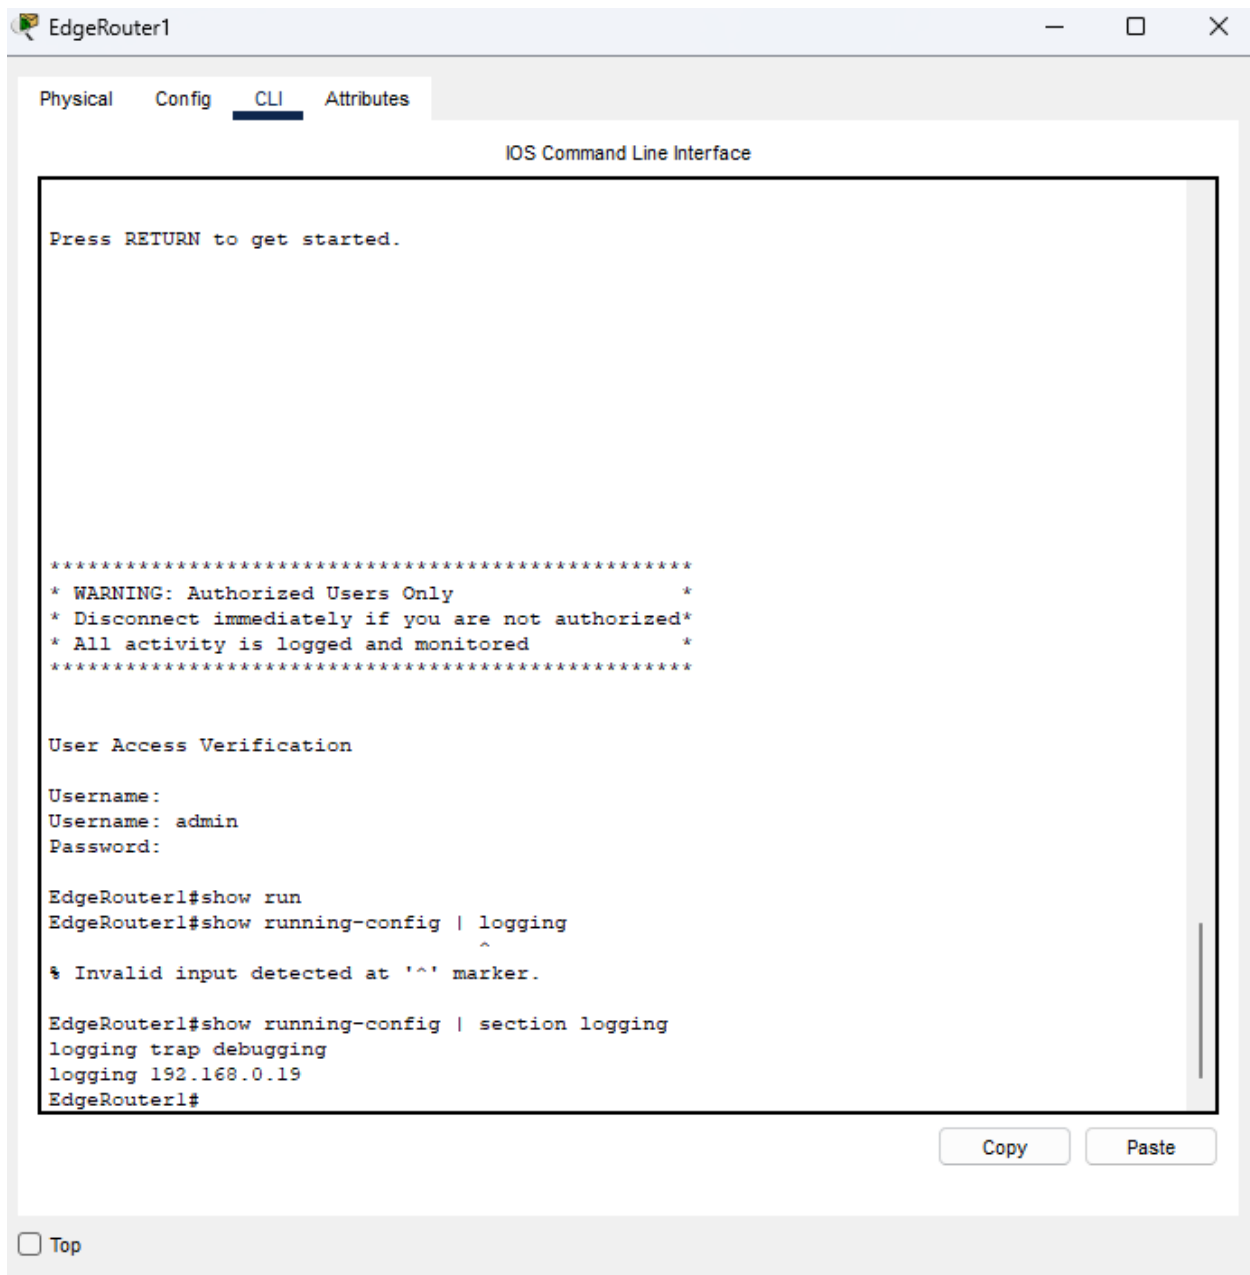 EdgeRouter1
Physical Config CLI Attributes
IOS Command Line Interface
Press RETURN to get started.
***************************************************
* WARNING: Authorized Users Only                  *
* Disconnect immediately if you are not authorized*
* All activity is logged and monitored            *
***************************************************
User Access Verification
Username:
Username: admin
Password:
EdgeRouter1#show run
EdgeRouter1#show running-config | logging
^
% Invalid input detected at '^' marker.
EdgeRouter1#show running-config | section logging
logging trap debugging
logging 192.168.0.19
EdgeRouter1#
Copy Paste
Top